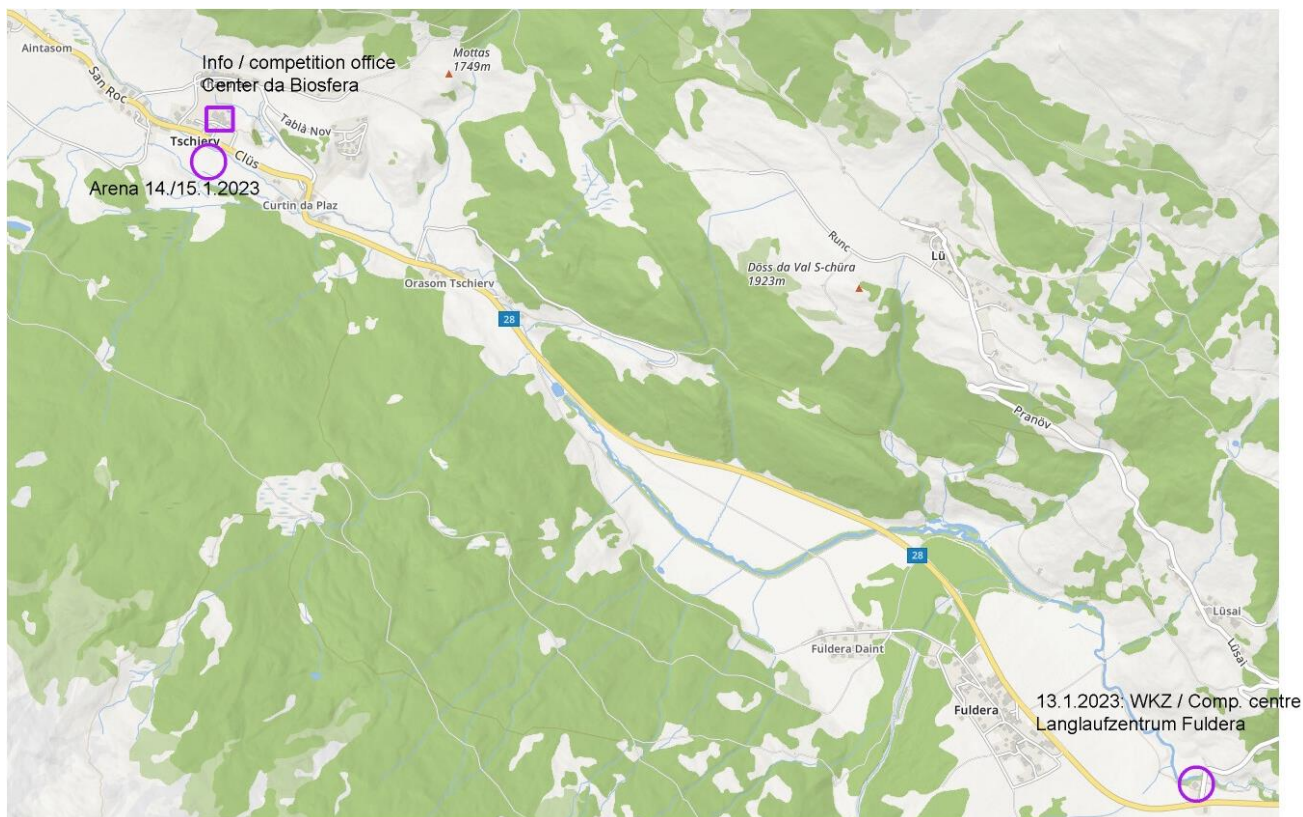 Aintasom
San Roc
Info / competition office
Center da Biosfera
Mottas
1749m
Tablà Nov
Tschierv
Clüs
Arena 14./15.1.2023
Curtin da Plaz
Orasom Tschierv
28
Runc
Lü
Döss da Val S-chüra
1923m
Pranöv
28
Lüsai
Lüsai
Fuldera Daint
Fuldera
13.1.2023: WKZ / Comp. centre
Langlaufzentrum Fuldera